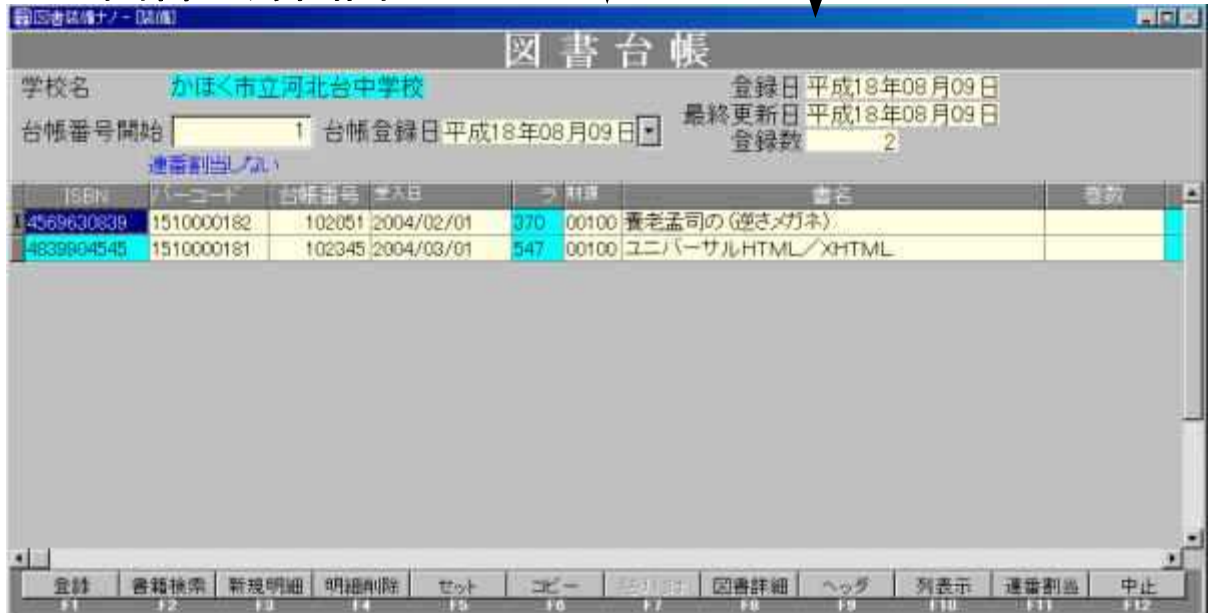 図書装備ナノ - [装備]
図書台帳
学校名 かほく市立河北台中学校 登録日 平成18年08月09日
最終更新日 平成18年08月09日
台帳番号開始 1 台帳登録日 平成18年08月09日 登録数 2
連番割当しない
ISBN バーコード 台帳番号 受入日 ラ 財源 書名 巻数
4569630839 1510000182 102051 2004/02/01 370 00100 養老孟司の〈逆さメガネ〉
4839904545 1510000181 102345 2004/03/01 547 00100 ユニバーサルHTML/XHTML
登録 書籍検索 新規明細 明細削除 セット コピー 図書詳細 ヘッダ 列表示 連番割当 中止
F1 F2 F3 F4 F5 F6 F7 F8 F9 F10 F11 F12